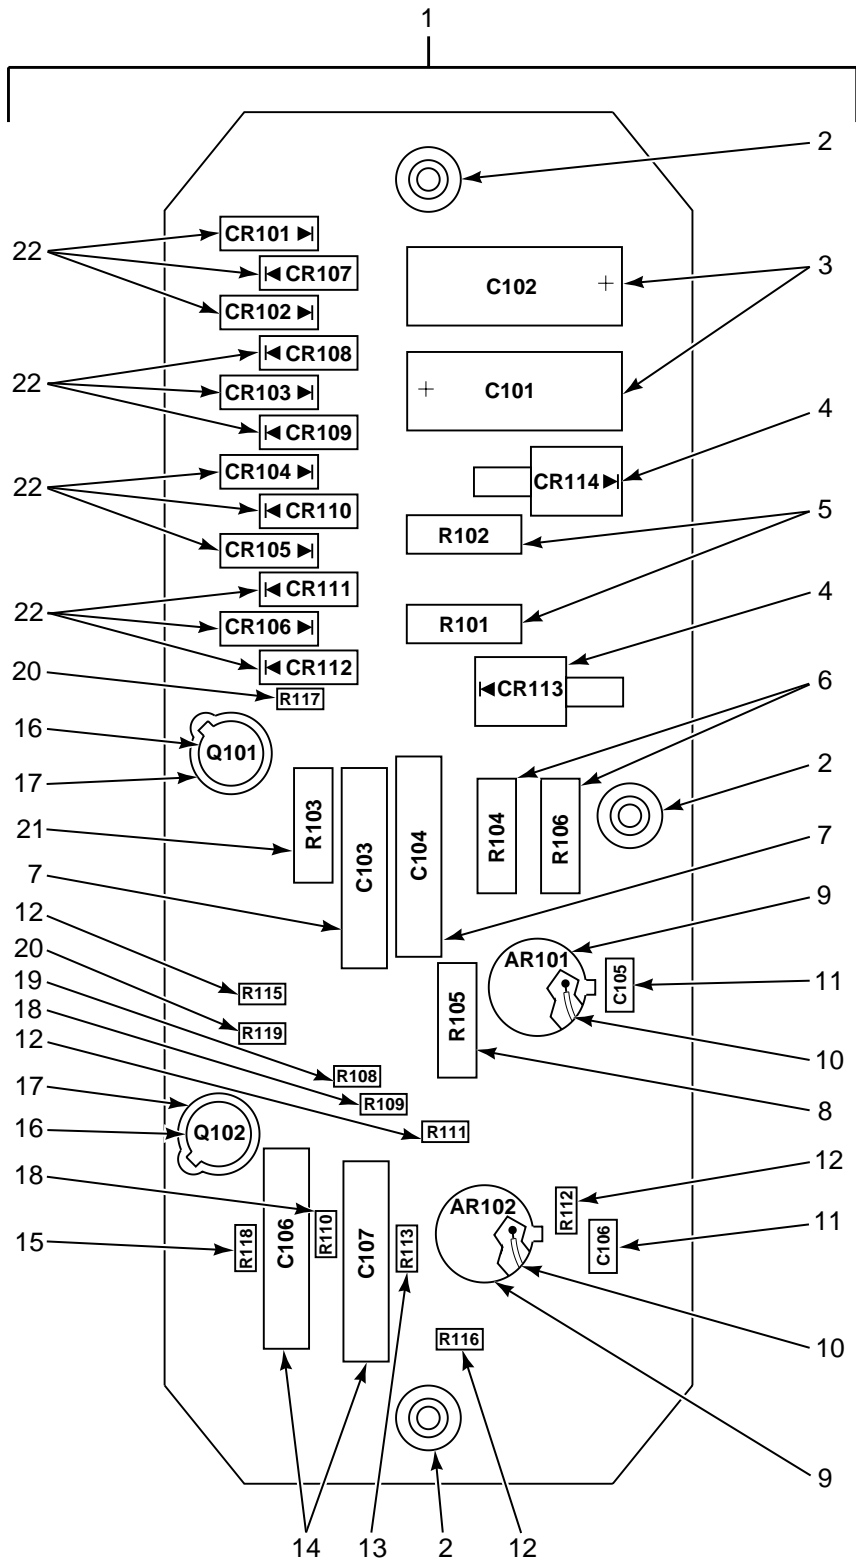 1
2
CR101
22
CR107
3
C102
CR102
CR108
22
CR103
C101
CR109
4
CR104
CR114
22
CR110
5
R102
CR105
CR111
4
22
CR106
R101
CR112
20
R117
CR113
6
16
Q101
17
2
21
R103
C103
C104
R104
R106
7
7
9
12
AR101
20
R115
C105
11
19
R105
18
R119
12
10
R108
17
R109
8
16
Q102
R111
12
18
AR102
R112
11
15
R118
C106
R110
C107
R113
C106
10
R116
9
14
13
2
12